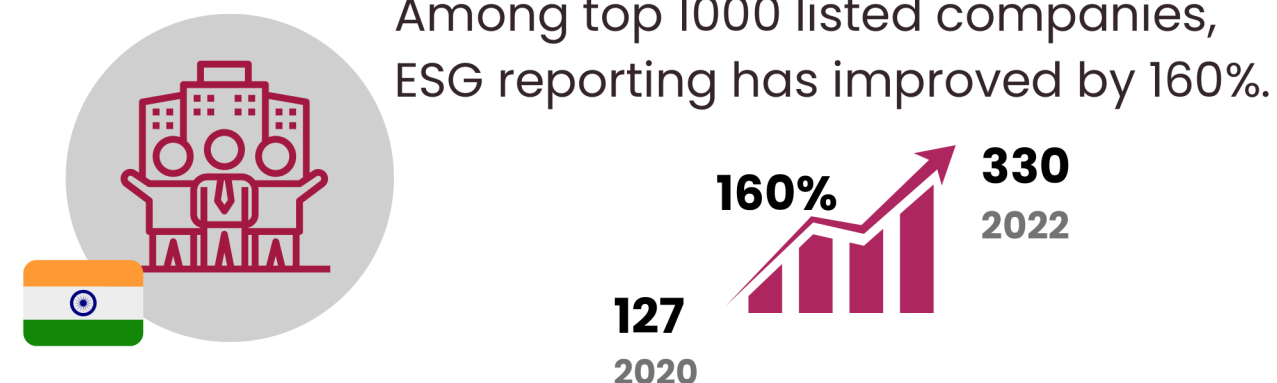 Among top 1000 listed companies,
ESG reporting has improved by 160%.
160%
330
2022
127
2020